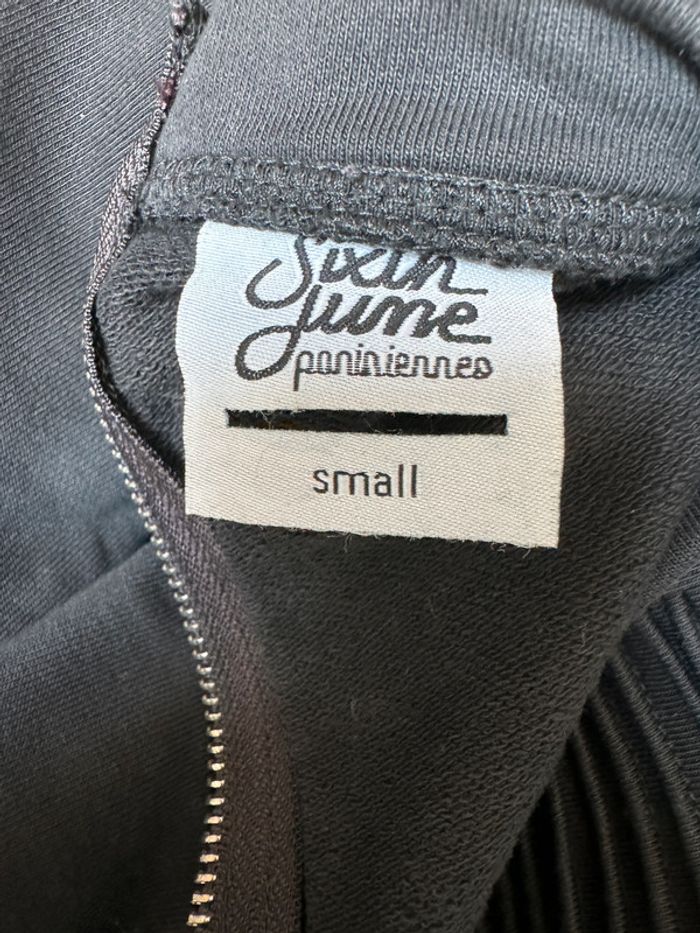 Sixth
June
parisiennes
small